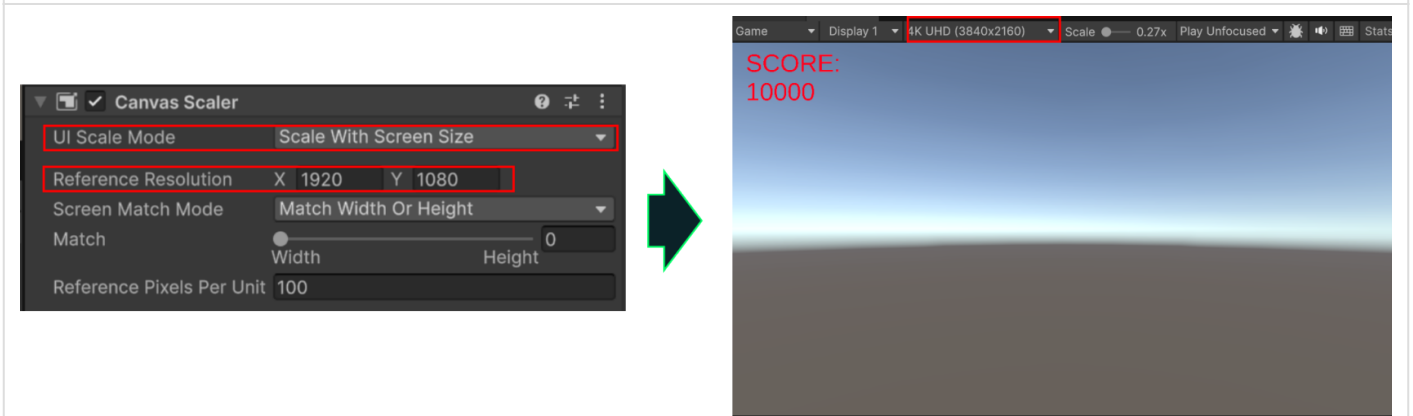 Canvas Scaler
UI Scale Mode Scale With Screen Size
Reference Resolution X 1920 Y 1080
Screen Match Mode Match Width Or Height
Match 0
Width Height
Reference Pixels Per Unit 100
Game Display 1 4K UHD (3840x2160) Scale 0.27x Play Unfocused Stats
SCORE:
10000